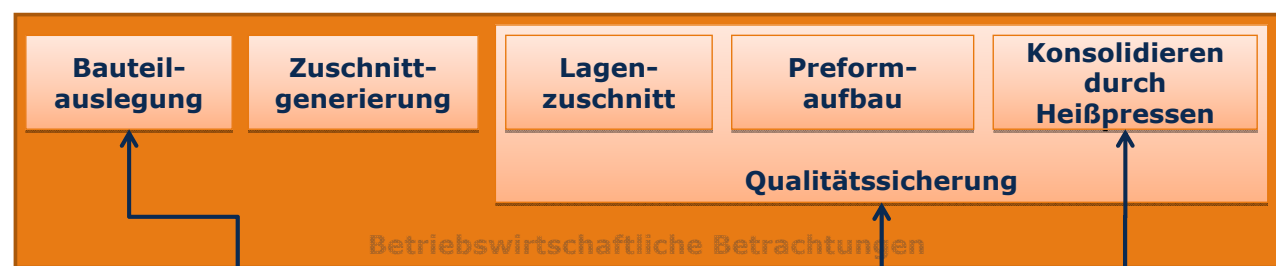 Bauteil-
auslegung
Zuschnitt-
generierung
Lagen-
zuschnitt
Preform-
aufbau
Konsolidieren
durch
Heißpressen
Qualitätssicherung
Betriebswirtschaftliche Betrachtungen